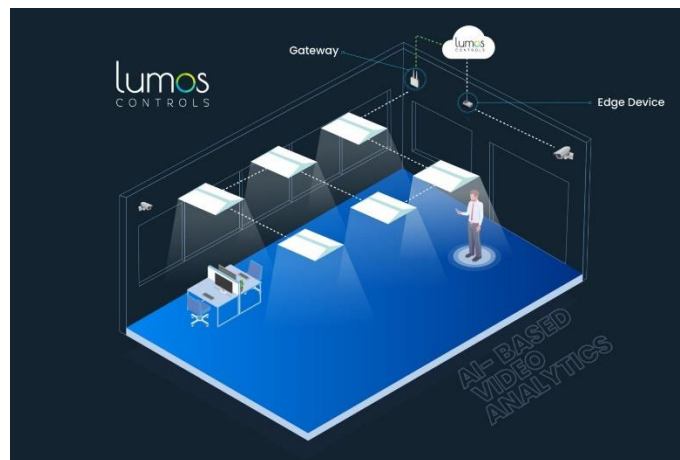 lumos
CONTROLS
Gateway
lumos
CONTROLS
Edge Device
AI- BASED
VIDEO
ANALYTICS